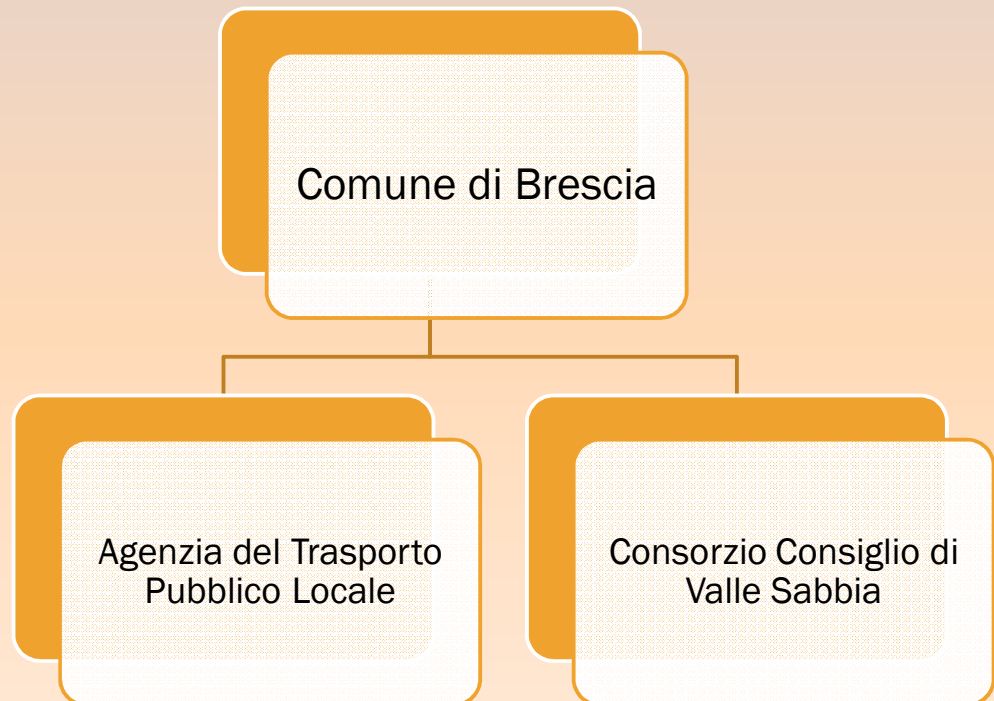 Comune di Brescia
Agenzia del Trasporto
Pubblico Locale
Consorzio Consiglio di
Valle Sabbia